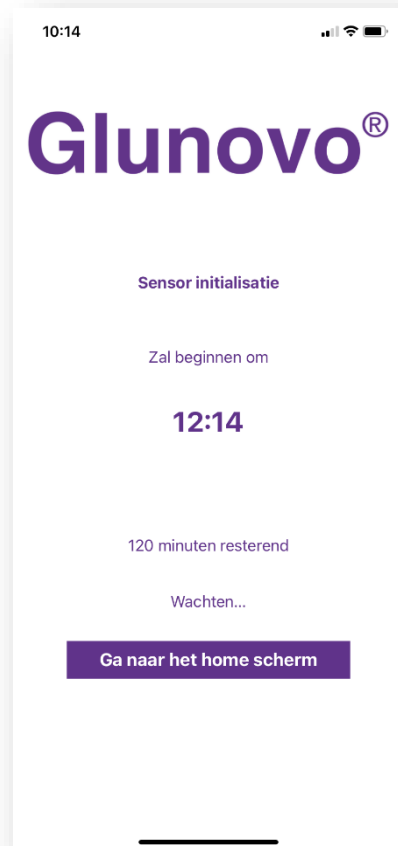 10:14
Glunovo®
Sensor initialisatie
Zal beginnen om
12:14
120 minuten resterend
Wachten...
Ga naar het home scherm